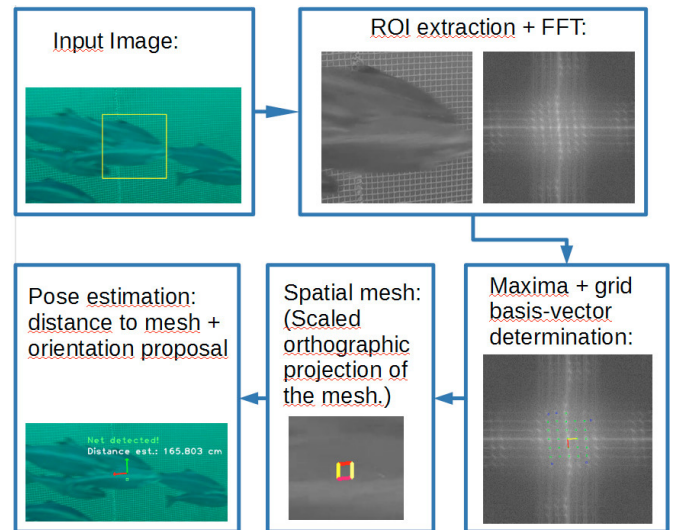 Input Image:
ROI extraction + FFT:
Maxima + grid
basis-vector
determination:
Spatial mesh:
(Scaled
orthographic
projection of
the mesh.)
Pose estimation:
distance to mesh +
orientation proposal
Net detected!
Distance est.: 165.803 cm